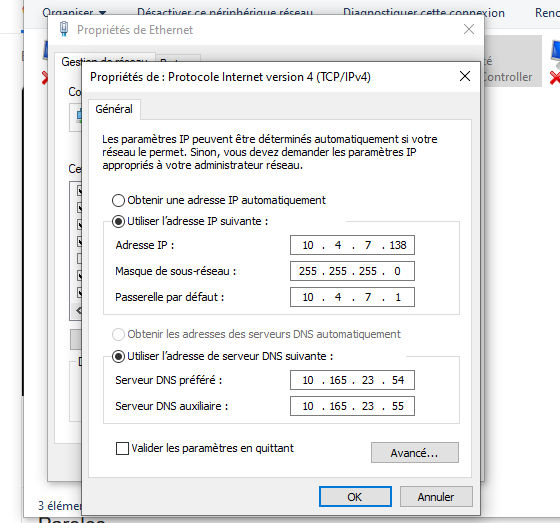 Organiser
Désactiver ce périphérique réseau
Diagnostiquer cette connexion
Propriétés de Ethernet
Propriétés de : Protocole Internet version 4 (TCP/IPv4)
Controller
Général
Les paramètres IP peuvent être déterminés automatiquement si votre
réseau le permet. Sinon, vous devez demander les paramètres IP
appropriés à votre administrateur réseau.
Obtenir une adresse IP automatiquement
Utiliser l'adresse IP suivante :
Adresse IP :
10 . 4 . 7 . 138
Masque de sous-réseau :
255 . 255 . 255 . 0
Passerelle par défaut :
10 . 4 . 7 . 1
Obtenir les adresses des serveurs DNS automatiquement
Utiliser l'adresse de serveur DNS suivante :
Serveur DNS préféré :
10 . 165 . 23 . 54
Serveur DNS auxiliaire :
10 . 165 . 23 . 55
Valider les paramètres en quittant
Avancé...
OK
Annuler